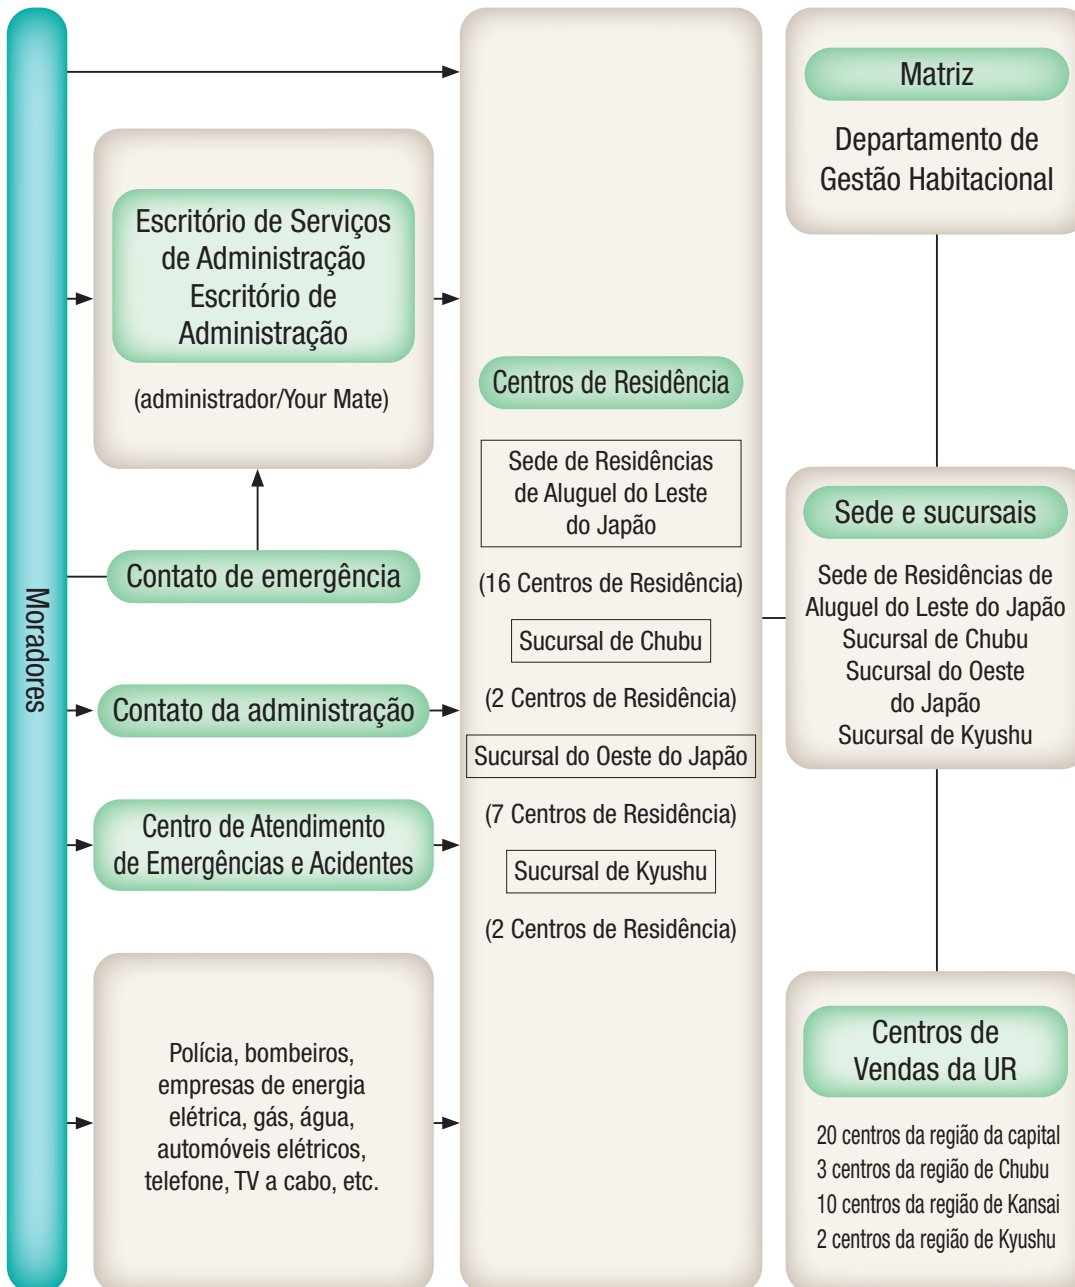 Moradores
Escritório de Serviços
de Administração
Escritório de
Administração
(administrador/Your Mate)
Contato de emergência
Contato da administração
Centro de Atendimento
de Emergências e Acidentes
Polícia, bombeiros,
empresas de energia
elétrica, gás, água,
automóveis elétricos,
telefone, TV a cabo, etc.
Centros de Residência
Sede de Residências
de Aluguel do Leste
do Japão
(16 Centros de Residência)
Sucursal de Chubu
(2 Centros de Residência)
Sucursal do Oeste do Japão
(7 Centros de Residência)
Sucursal de Kyushu
(2 Centros de Residência)
Matriz
Departamento de
Gestão Habitacional
Sede e sucursais
Sede de Residências de
Aluguel do Leste do Japão
Sucursal de Chubu
Sucursal do Oeste
do Japão
Sucursal de Kyushu
Centros de
Vendas da UR
20 centros da região da capital
3 centros da região de Chubu
10 centros da região de Kansai
2 centros da região de Kyushu